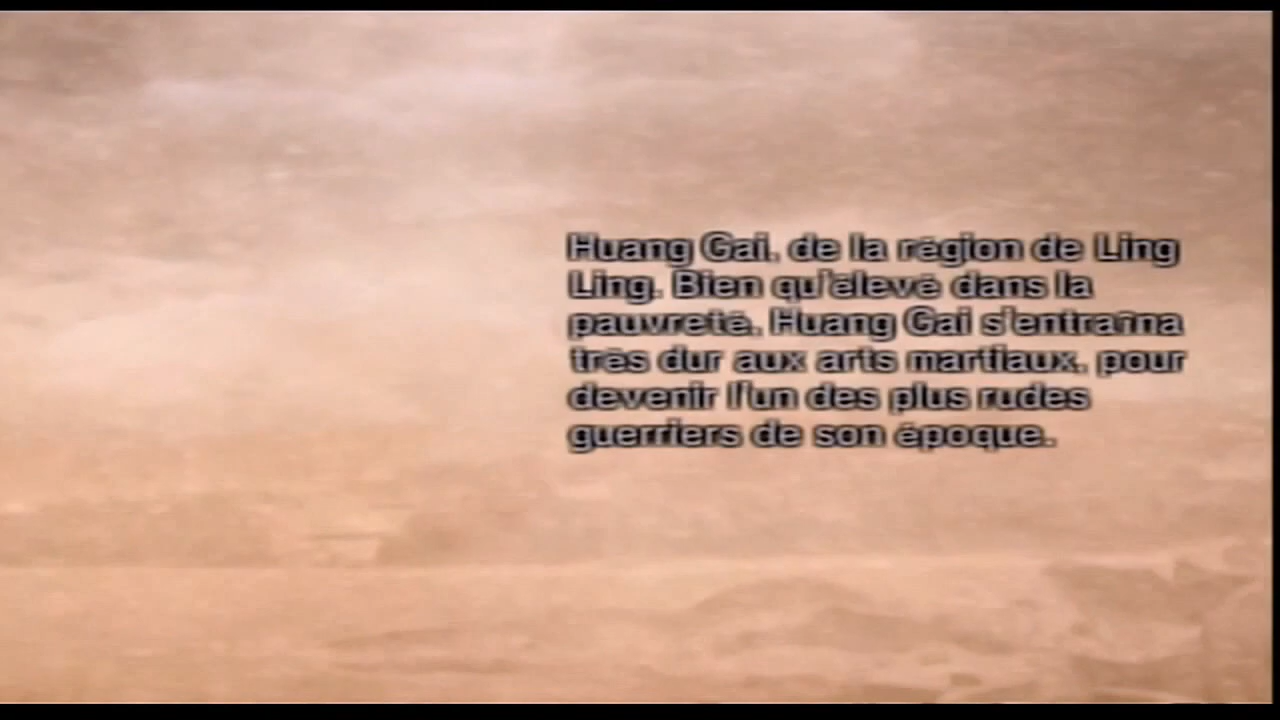 Huang Gai, de la région de Ling
Ling. Bien qu'élevé dans la
pauvreté, Huang Gai s'entraîna
très dur aux arts martiaux, pour
devenir l'un des plus rudes
guerriers de son époque.